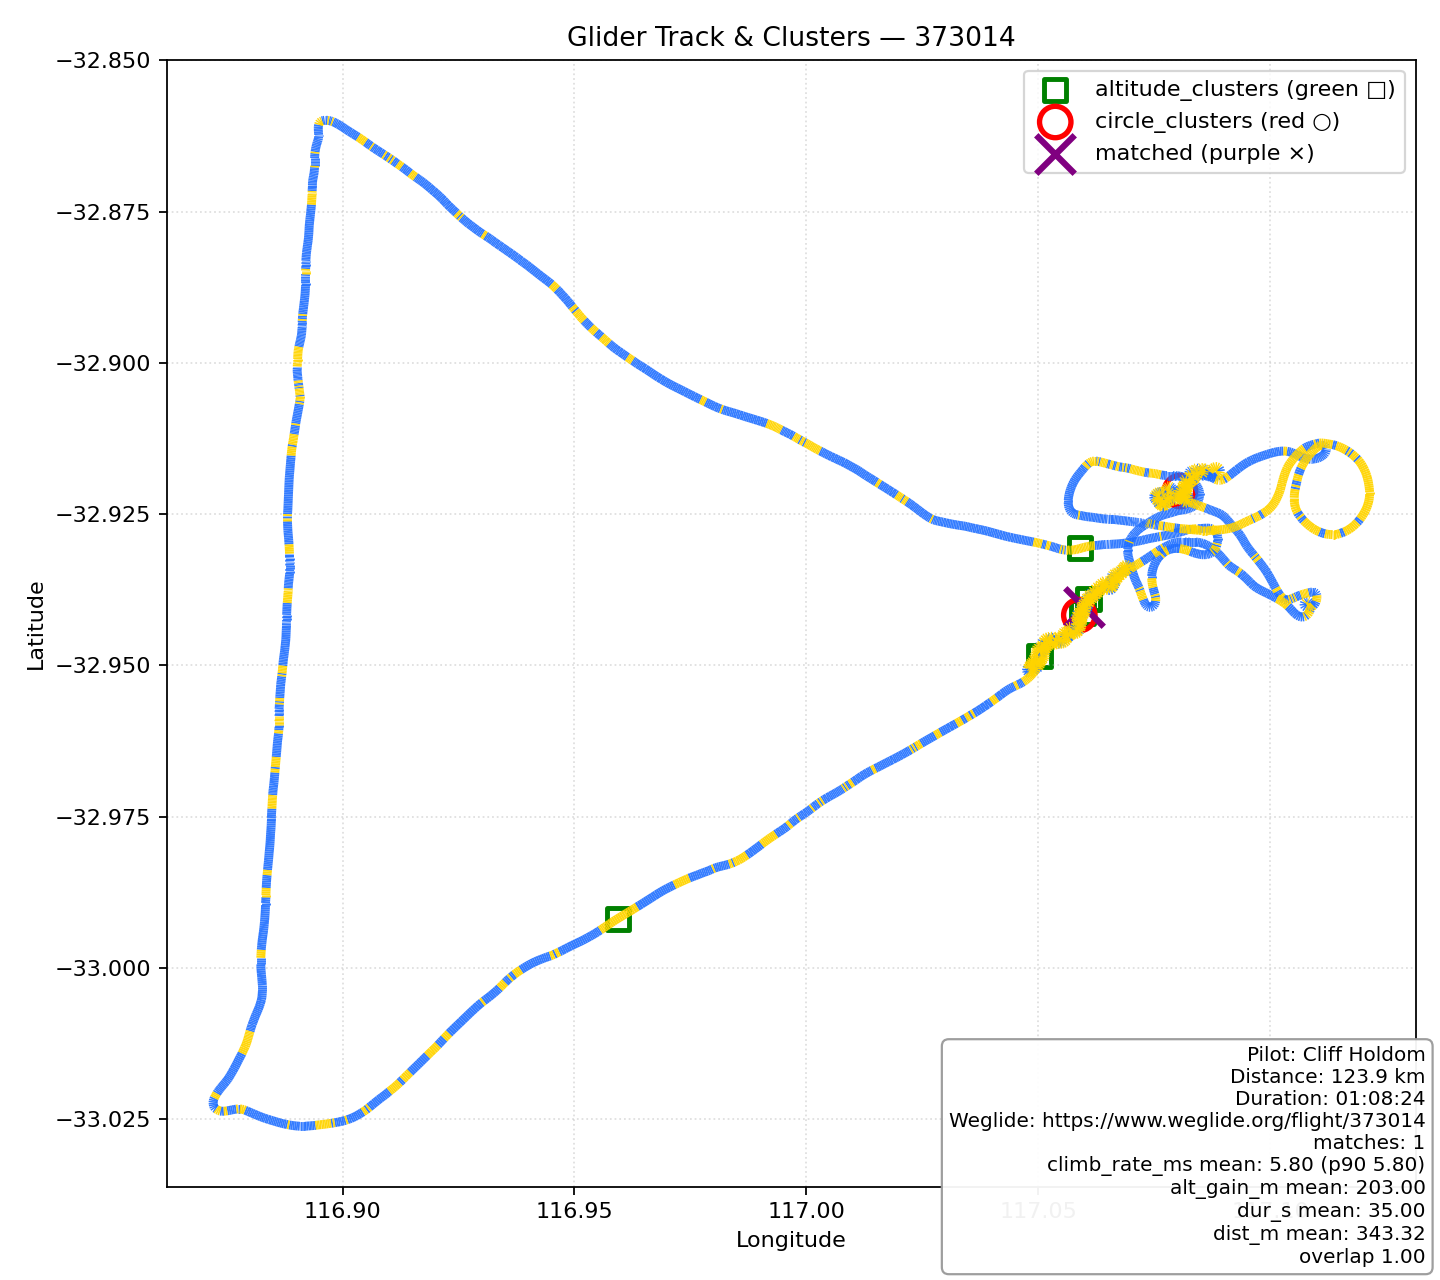 Glider Track & Clusters — 373014
altitude_clusters (green □)
circle_clusters (red ○)
matched (purple ×)
−32.850
−32.875
−32.900
−32.925
−32.950
−32.975
−33.000
−33.025
Latitude
116.90
116.95
117.00
117.05
Longitude
Pilot: Cliff Holdom
Distance: 123.9 km
Duration: 01:08:24
Weglide: https://www.weglide.org/flight/373014
matches: 1
climb_rate_ms mean: 5.80 (p90 5.80)
alt_gain_m mean: 203.00
dur_s mean: 35.00
dist_m mean: 343.32
overlap 1.00